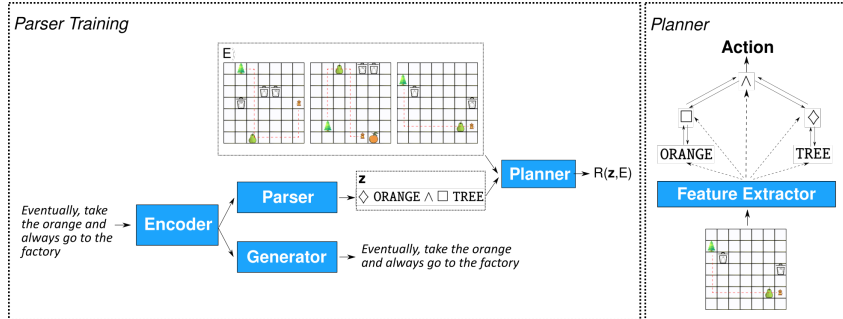 Parser Training
E
Eventually, take
the orange and
always go to the
factory
Encoder
Parser
Generator
z
◇ ORANGE ∧ □ TREE
Eventually, take the orange
and always go to the factory
Planner
R(z,E)
Planner
Action
∧
□
◇
ORANGE
TREE
Feature Extractor